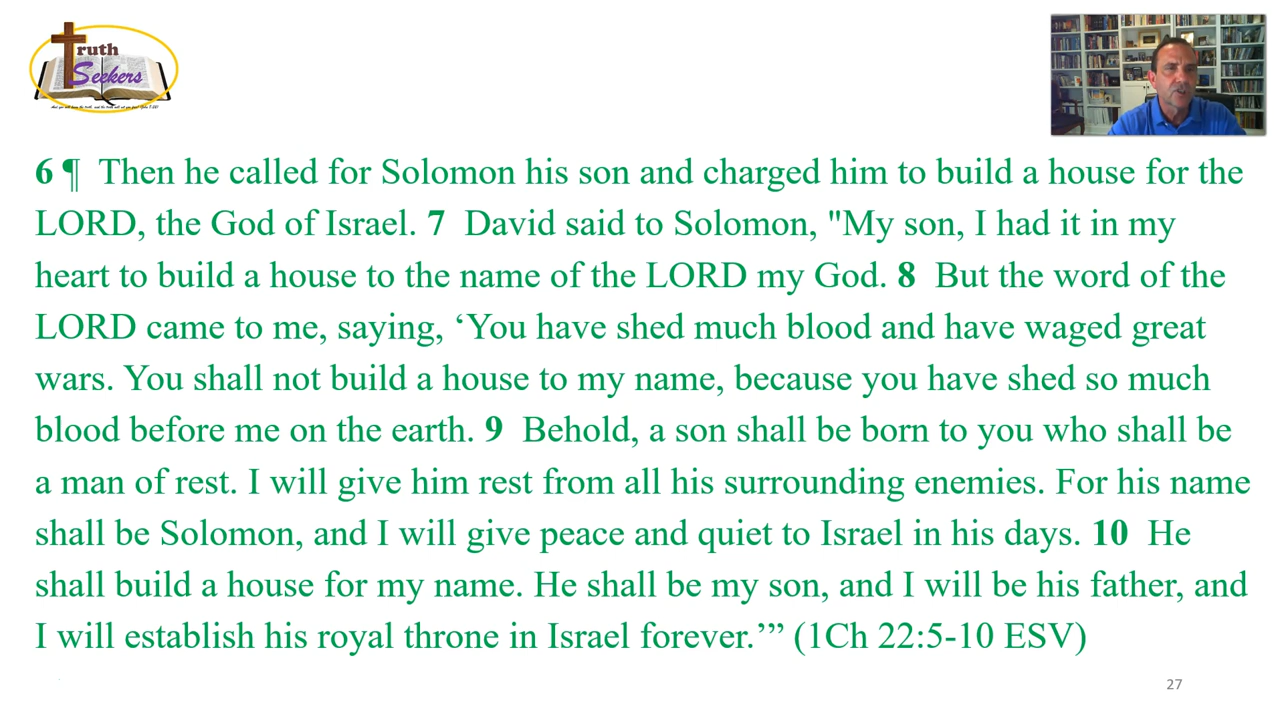 Truth
Seekers
6 ¶ Then he called for Solomon his son and charged him to build a house for the
LORD, the God of Israel. 7 David said to Solomon, "My son, I had it in my
heart to build a house to the name of the LORD my God. 8 But the word of the
LORD came to me, saying, ‘You have shed much blood and have waged great
wars. You shall not build a house to my name, because you have shed so much
blood before me on the earth. 9 Behold, a son shall be born to you who shall be
a man of rest. I will give him rest from all his surrounding enemies. For his name
shall be Solomon, and I will give peace and quiet to Israel in his days. 10 He
shall build a house for my name. He shall be my son, and I will be his father, and
I will establish his royal throne in Israel forever.’” (1Ch 22:5-10 ESV)
27